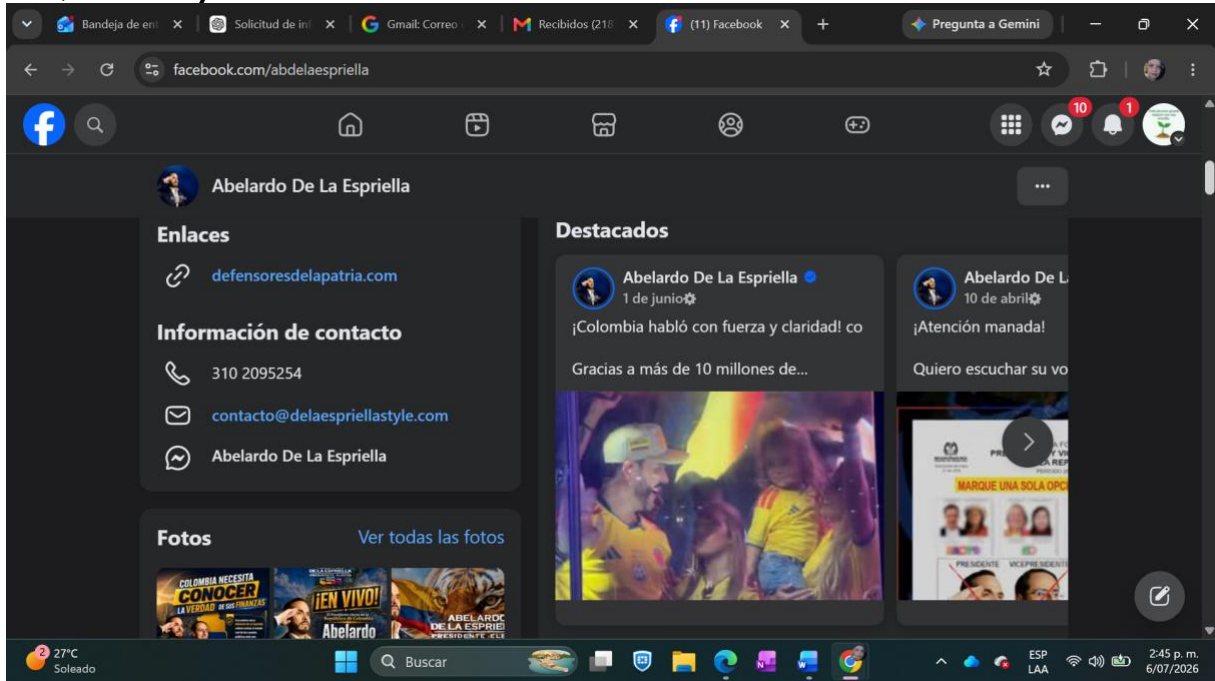 Bandeja de ent
Solicitud de inf
Gmail: Correo
Recibidos (218
(11) Facebook
Pregunta a Gemini
facebook.com/abdelaespriella
10
1
Abelardo De La Espriella
Enlaces
defensoresdelapatria.com
Información de contacto
310 2095254
contacto@delaespriellastyle.com
Abelardo De La Espriella
Fotos
Ver todas las fotos
COLOMBIA NECESITA
CONOCER
LA VERDAD DE SUS FINANZAS
¡EN VIVO!
Abelardo
ABELARDO
DE LA ESPRIE
PRESIDENTE ELE
Destacados
Abelardo De La Espriella
1 de junio
¡Colombia habló con fuerza y claridad! co
Gracias a más de 10 millones de...
Abelardo De La
10 de abril
¡Atención manada!
Quiero escuchar su vo
MARQUE UNA SOLA OPCI
PRESIDENTE VICEPRESIDENTE
2
27°C
Soleado
Buscar
ESP
LAA
2:45 p. m.
6/07/2026